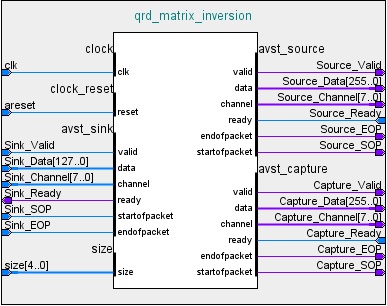 qrd_matrix_inversion
clock
clk
clk
clock_reset
areset
reset
avst_sink
Sink_Valid
valid
Sink_Data[127..0]
data
Sink_Channel[7..0]
channel
Sink_Ready
ready
Sink_SOP
startofpacket
Sink_EOP
endofpacket
size
size[4..0]
size
avst_source
valid
Source_Valid
data
Source_Data[255..0]
channel
Source_Channel[7..0]
ready
Source_Ready
endofpacket
Source_EOP
startofpacket
Source_SOP
avst_capture
valid
Capture_Valid
data
Capture_Data[255..0]
channel
Capture_Channel[7..0]
ready
Capture_Ready
endofpacket
Capture_EOP
startofpacket
Capture_SOP